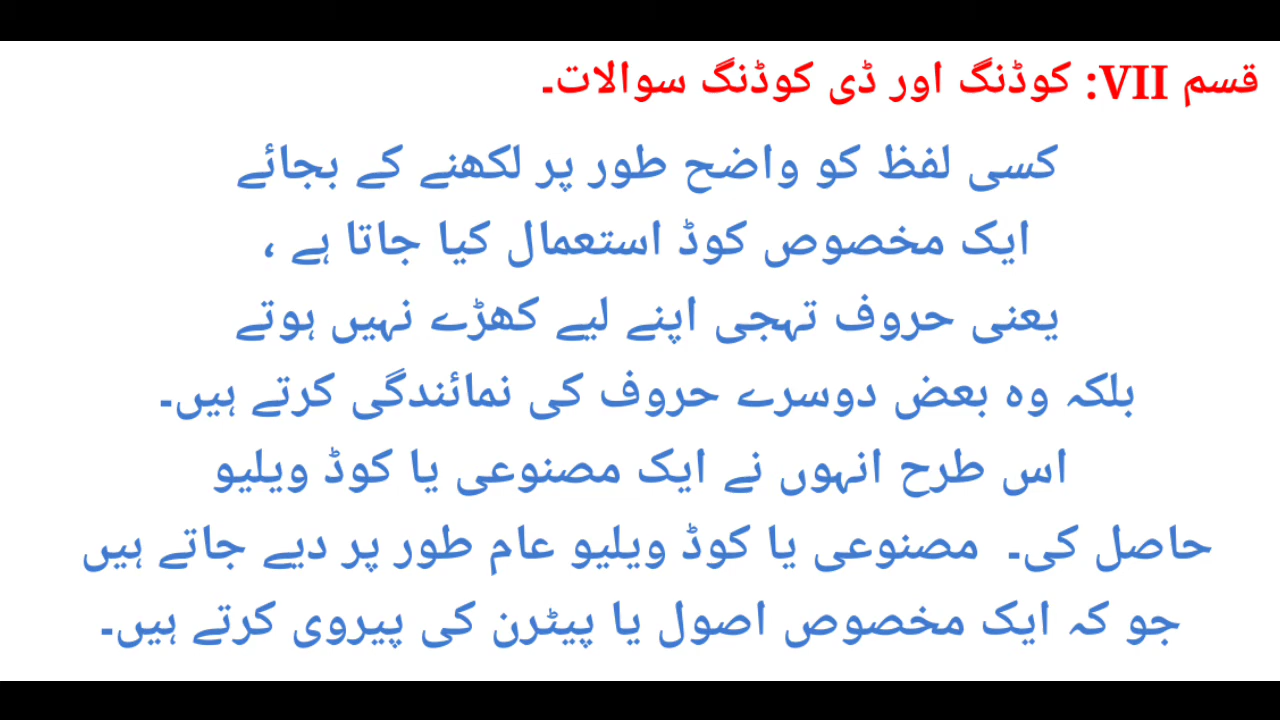 قسم VII: کوڈنگ اور ڈی کوڈنگ سوالات۔
کسی لفظ کو واضح طور پر لکھنے کے بجائے
ایک مخصوص کوڈ استعمال کیا جاتا ہے ،
یعنی حروف تہجی اپنے لیے کھڑے نہیں ہوتے
بلکہ وہ بعض دوسرے حروف کی نمائندگی کرتے ہیں۔
اس طرح انہوں نے ایک مصنوعی یا کوڈ ویلیو
حاصل کی۔ مصنوعی یا کوڈ ویلیو عام طور پر دیے جاتے ہیں
جو کہ ایک مخصوص اصول یا پیٹرن کی پیروی کرتے ہیں۔